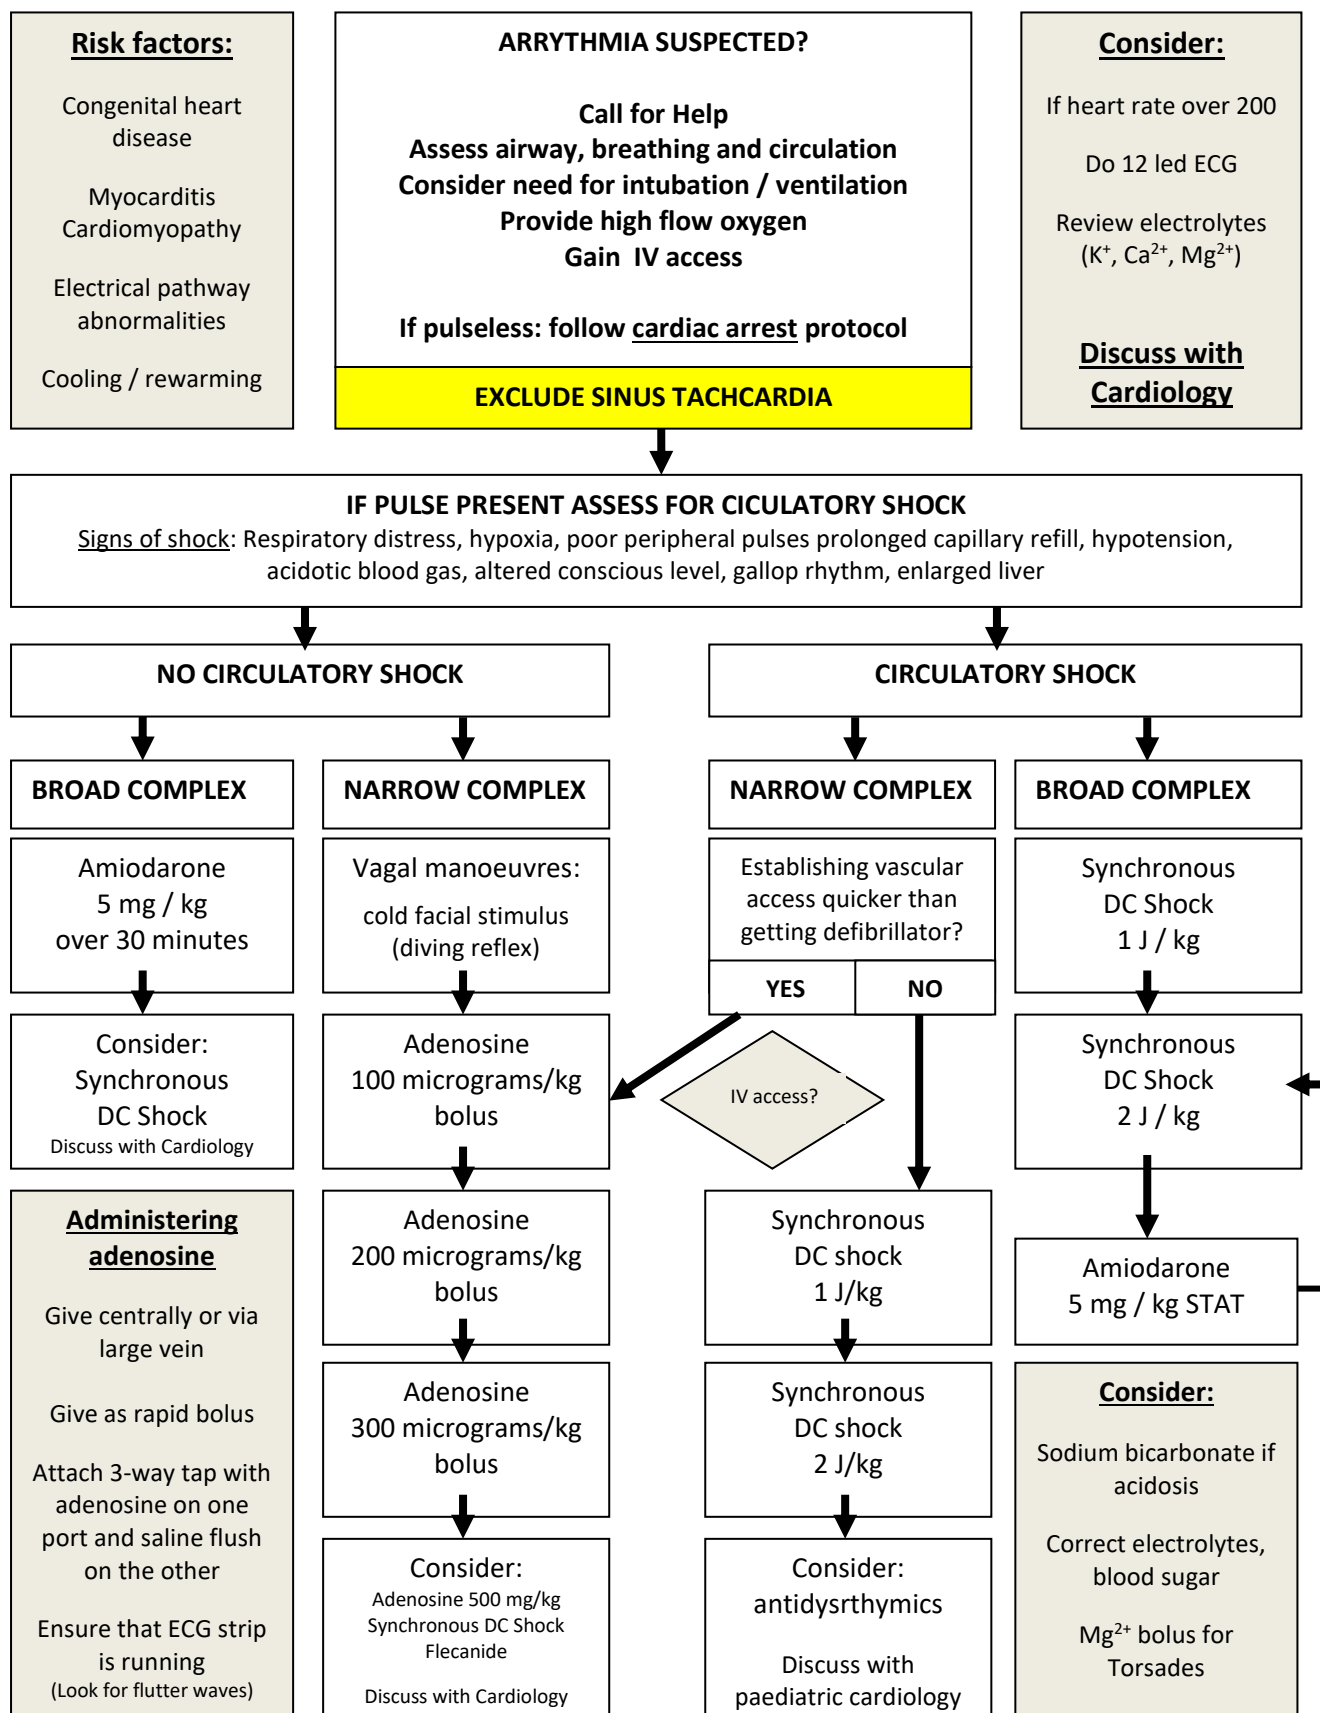 Risk factors:
Congenital heart
disease
Myocarditis
Cardiomyopathy
Electrical pathway
abnormalities
Cooling / rewarming
ARRYTHMIA SUSPECTED?
Call for Help
Assess airway, breathing and circulation
Consider need for intubation / ventilation
Provide high flow oxygen
Gain IV access
If pulseless: follow cardiac arrest protocol
EXCLUDE SINUS TACHCARDIA
Consider:
If heart rate over 200
Do 12 led ECG
Review electrolytes
(K⁺, Ca²⁺, Mg²⁺)
Discuss with
Cardiology
IF PULSE PRESENT ASSESS FOR CICULATORY SHOCK
Signs of shock: Respiratory distress, hypoxia, poor peripheral pulses prolonged capillary refill, hypotension,
acidotic blood gas, altered conscious level, gallop rhythm, enlarged liver
NO CIRCULATORY SHOCK
CIRCULATORY SHOCK
BROAD COMPLEX
NARROW COMPLEX
NARROW COMPLEX
BROAD COMPLEX
Amiodarone
5 mg / kg
over 30 minutes
Vagal manoeuvres:
cold facial stimulus
(diving reflex)
Establishing vascular
access quicker than
getting defibrillator?
YES
NO
Synchronous
DC Shock
1 J / kg
Consider:
Synchronous
DC Shock
Discuss with Cardiology
Adenosine
100 micrograms/kg
bolus
IV access?
Synchronous
DC Shock
2 J / kg
Administering
adenosine
Give centrally or via
large vein
Give as rapid bolus
Attach 3-way tap with
adenosine on one
port and saline flush
on the other
Ensure that ECG strip
is running
(Look for flutter waves)
Adenosine
200 micrograms/kg
bolus
Adenosine
300 micrograms/kg
bolus
Consider:
Adenosine 500 mg/kg
Synchronous DC Shock
Flecanide
Discuss with Cardiology
Synchronous
DC shock
1 J/kg
Synchronous
DC shock
2 J/kg
Consider:
antidysrthymics
Discuss with
paediatric cardiology
Amiodarone
5 mg / kg STAT
Consider:
Sodium bicarbonate if
acidosis
Correct electrolytes,
blood sugar
Mg²⁺ bolus for
Torsades